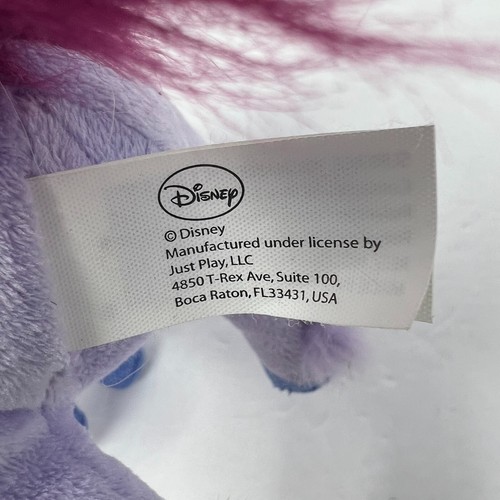 Disney
© Disney
Manufactured under license by
Just Play, LLC
4850 T-Rex Ave, Suite 100,
Boca Raton, FL33431, USA